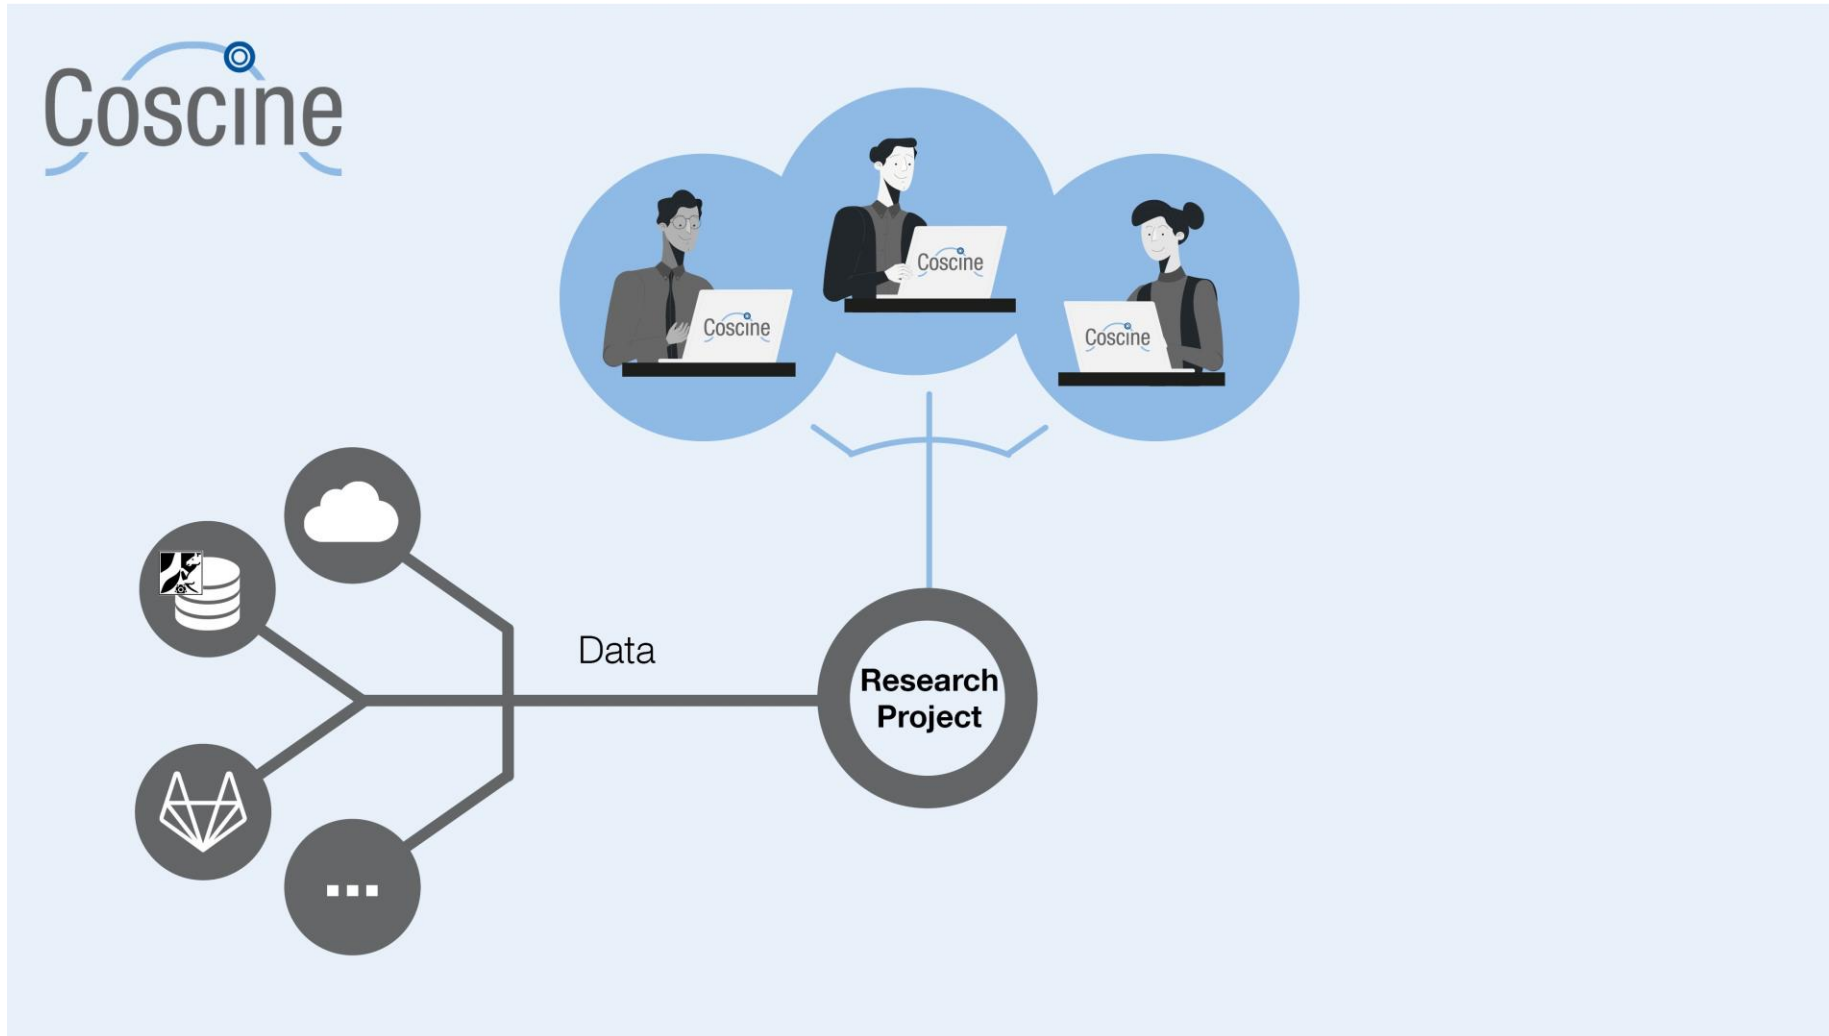 Coscine
Coscine
Coscine
Coscine
Data
Research
Project
...